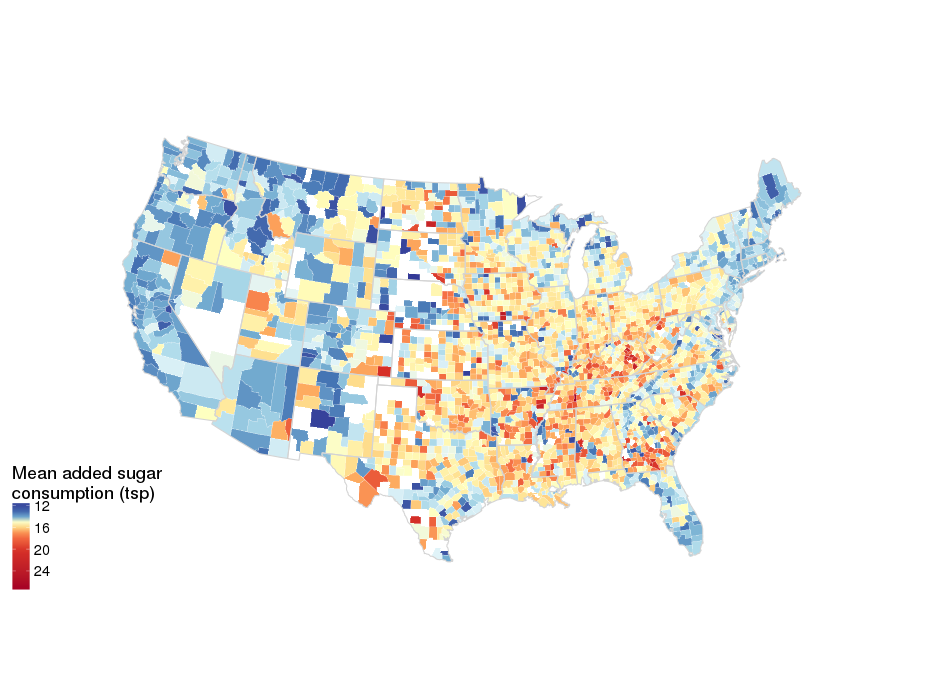 Mean added sugar
consumption (tsp)
12
16
20
24